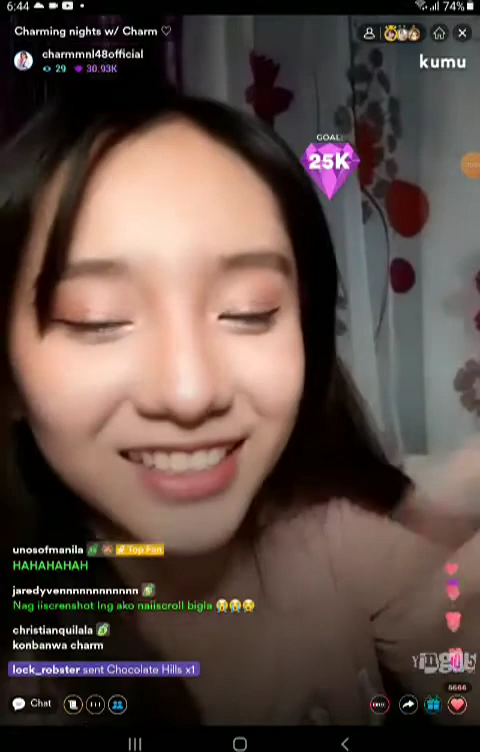 6:44
74%
Charming nights w/ Charm ♡
charmmnl48official
29 30.93K
kumu
GOAL:
25K
unosofmanila Top Fan
HAHAHAHAH
jaredyvennnnnnnnnnnn
Nag iiscrenshot lng ako naiiscroll bigla 😭😭😭
christianquilala
konbanwa charm
lock_robster sent Chocolate Hills x1
5666
Chat